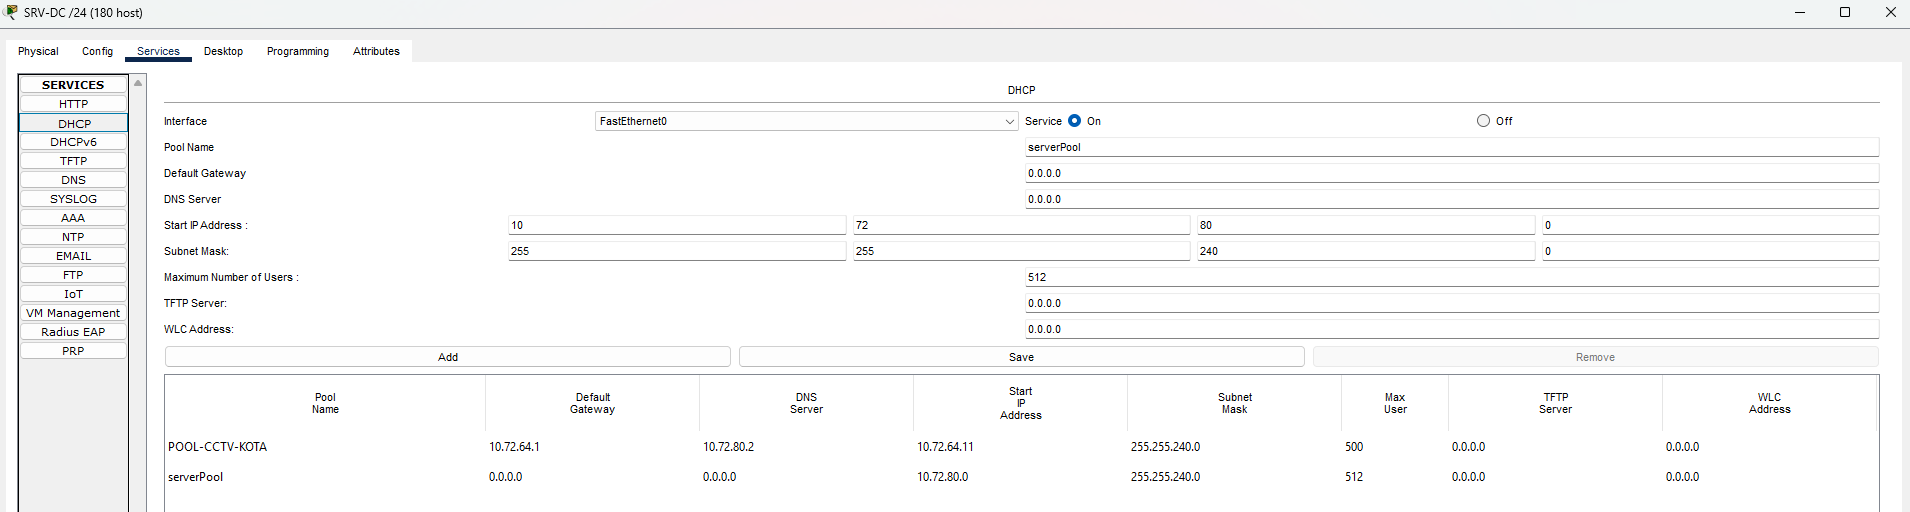 SRV-DC /24 (180 host)
Physical Config Services Desktop Programming Attributes
SERVICES
HTTP
DHCP
DHCPv6
TFTP
DNS
SYSLOG
AAA
NTP
EMAIL
FTP
IoT
VM Management
Radius EAP
PRP
DHCP
Interface FastEthernet0 Service On Off
Pool Name serverPool
Default Gateway 0.0.0.0
DNS Server 0.0.0.0
Start IP Address : 10 72 80 0
Subnet Mask: 255 255 240 0
Maximum Number of Users : 512
TFTP Server: 0.0.0.0
WLC Address: 0.0.0.0
Add Save Remove
Pool Name Default Gateway DNS Server Start IP Address Subnet Mask Max User TFTP Server WLC Address
POOL-CCTV-KOTA 10.72.64.1 10.72.80.2 10.72.64.11 255.255.240.0 500 0.0.0.0 0.0.0.0
serverPool 0.0.0.0 0.0.0.0 10.72.80.0 255.255.240.0 512 0.0.0.0 0.0.0.0